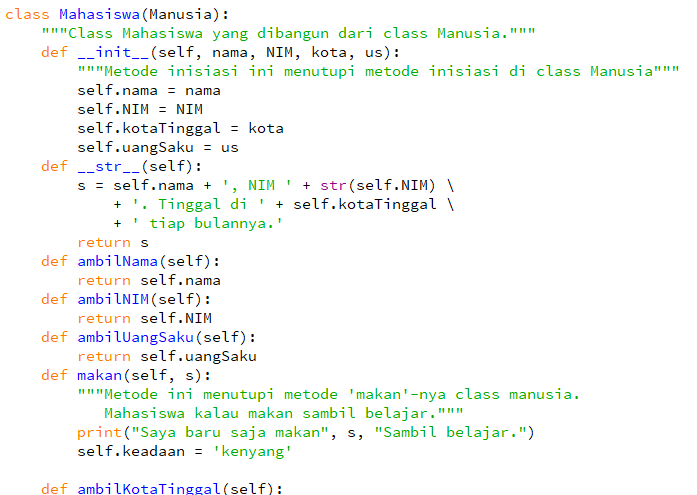 class Mahasiswa(Manusia):
    """Class Mahasiswa yang dibangun dari class Manusia."""
    def __init__(self, nama, NIM, kota, us):
        """Metode inisiasi ini menutupi metode inisiasi di class Manusia"""
        self.nama = nama
        self.NIM = NIM
        self.kotaTinggal = kota
        self.uangSaku = us
    def __str__(self):
        s = self.nama + ', NIM ' + str(self.NIM) \
            + '. Tinggal di ' + self.kotaTinggal \
            + ' tiap bulannya.'
        return s
    def ambilNama(self):
        return self.nama
    def ambilNIM(self):
        return self.NIM
    def ambilUangSaku(self):
        return self.uangSaku
    def makan(self, s):
        """Metode ini menutupi metode 'makan'-nya class manusia.
           Mahasiswa kalau makan sambil belajar."""
        print("Saya baru saja makan", s, "Sambil belajar.")
        self.keadaan = 'kenyang'
    def ambilKotaTinggal(self):